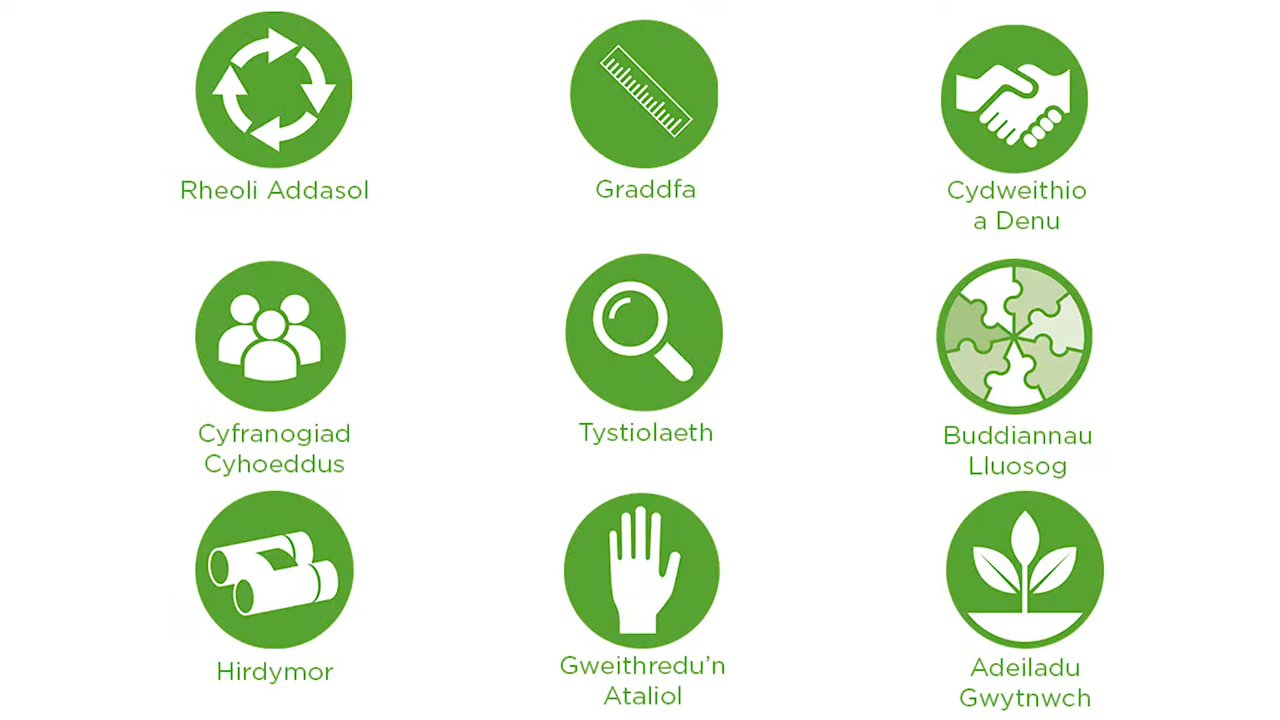 Rheoli Addasol
Graddfa
Cydweithio
a Denu
Cyfranogiad
Cyhoeddus
Tystiolaeth
Buddiannau
Lluosog
Hirdymor
Gweithredu’n
Ataliol
Adeiladu
Gwytnwch